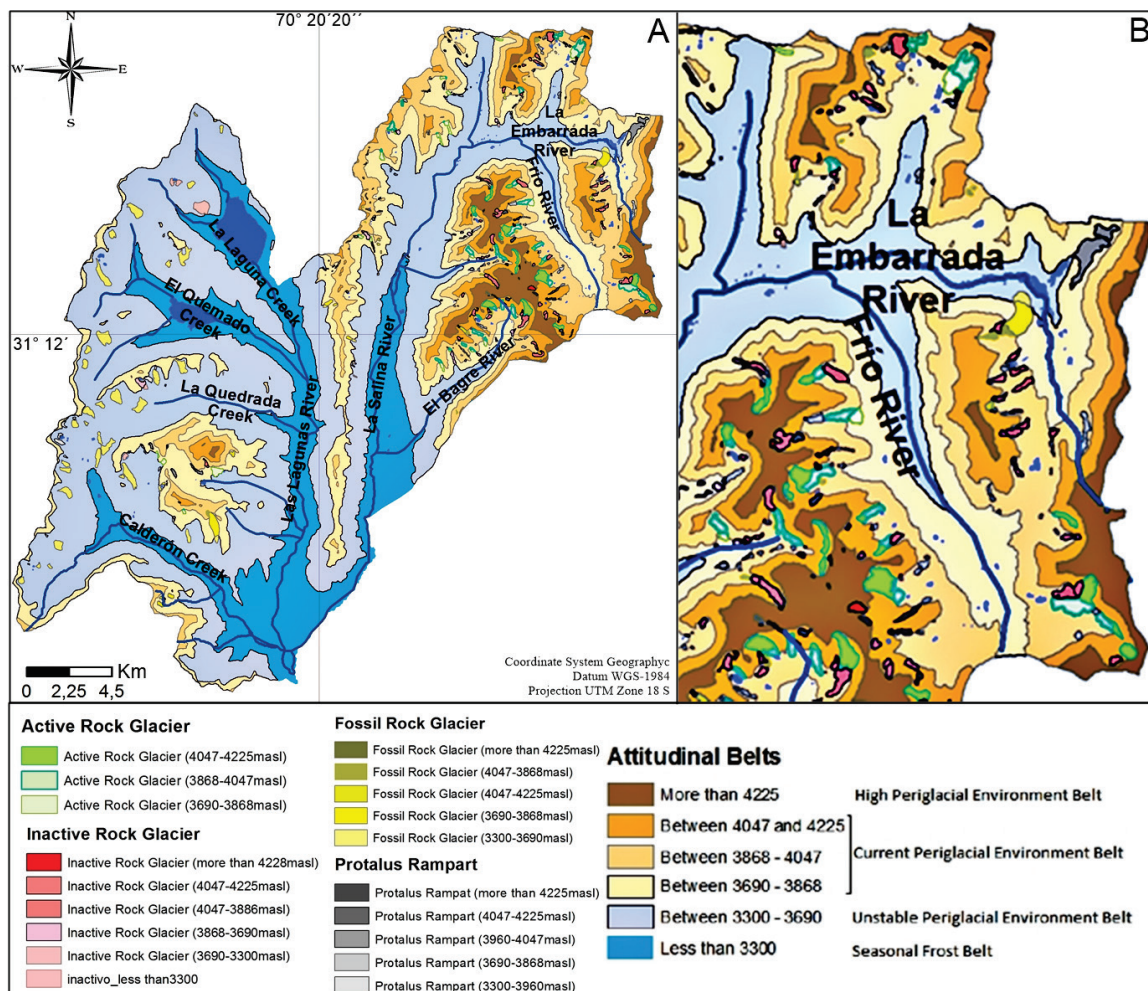 N
W
E
S
70° 20´20´´
A
B
31° 12´
La Laguna Creek
El Quemado
Creek
La Quedrada
Creek
Calderón Creek
Las Lagunas River
La Salina River
El Bagre River
La
Embarrada
River
Frío River
La
Embarrada
River
Frío River
Km
0 2,25 4,5
Coordinate System Geographyc
Datum WGS-1984
Projection UTM Zone 18 S
Active Rock Glacier
Active Rock Glacier (4047-4225masl)
Active Rock Glacier (3868-4047masl)
Active Rock Glacier (3690-3868masl)
Inactive Rock Glacier
Inactive Rock Glacier (more than 4228masl)
Inactive Rock Glacier (4047-4225masl)
Inactive Rock Glacier (4047-3886masl)
Inactive Rock Glacier (3868-3690masl)
Inactive Rock Glacier (3690-3300masl)
inactivo_less than3300
Fossil Rock Glacier
Fossil Rock Glacier (more than 4225masl)
Fossil Rock Glacier (4047-3868masl)
Fossil Rock Glacier (4047-4225masl)
Fossil Rock Glacier (3690-3868masl)
Fossil Rock Glacier (3300-3690masl)
Protalus Rampart
Protalus Rampat (more than 4225masl)
Protalus Rampart (4047-4225masl)
Protalus Rampart (3960-4047masl)
Protalus Rampart (3690-3868masl)
Protalus Rampart (3300-3960masl)
Attitudinal Belts
More than 4225 High Periglacial Environment Belt
Between 4047 and 4225
Between 3868 - 4047 Current Periglacial Environment Belt
Between 3690 - 3868
Between 3300 - 3690 Unstable Periglacial Environment Belt
Less than 3300 Seasonal Frost Belt